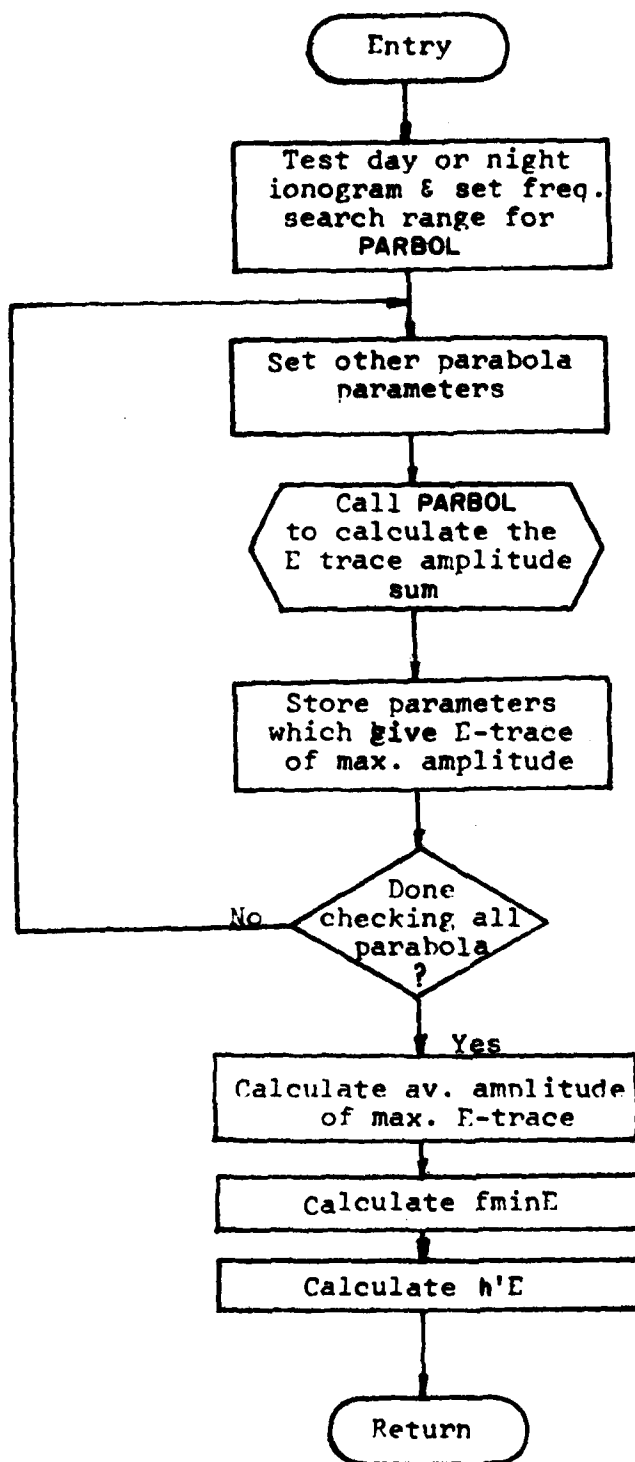 Entry
Test day or night
ionogram & set freq.
search range for
PARBOL
Set other parabola
parameters
Call PARBOL
to calculate the
E trace amplitude
sum
Store parameters
which give E-trace
of max. amplitude
Done
checking all
parabola
?
No
Yes
Calculate av. amplitude
of max. E-trace
Calculate fminE
Calculate h'E
Return